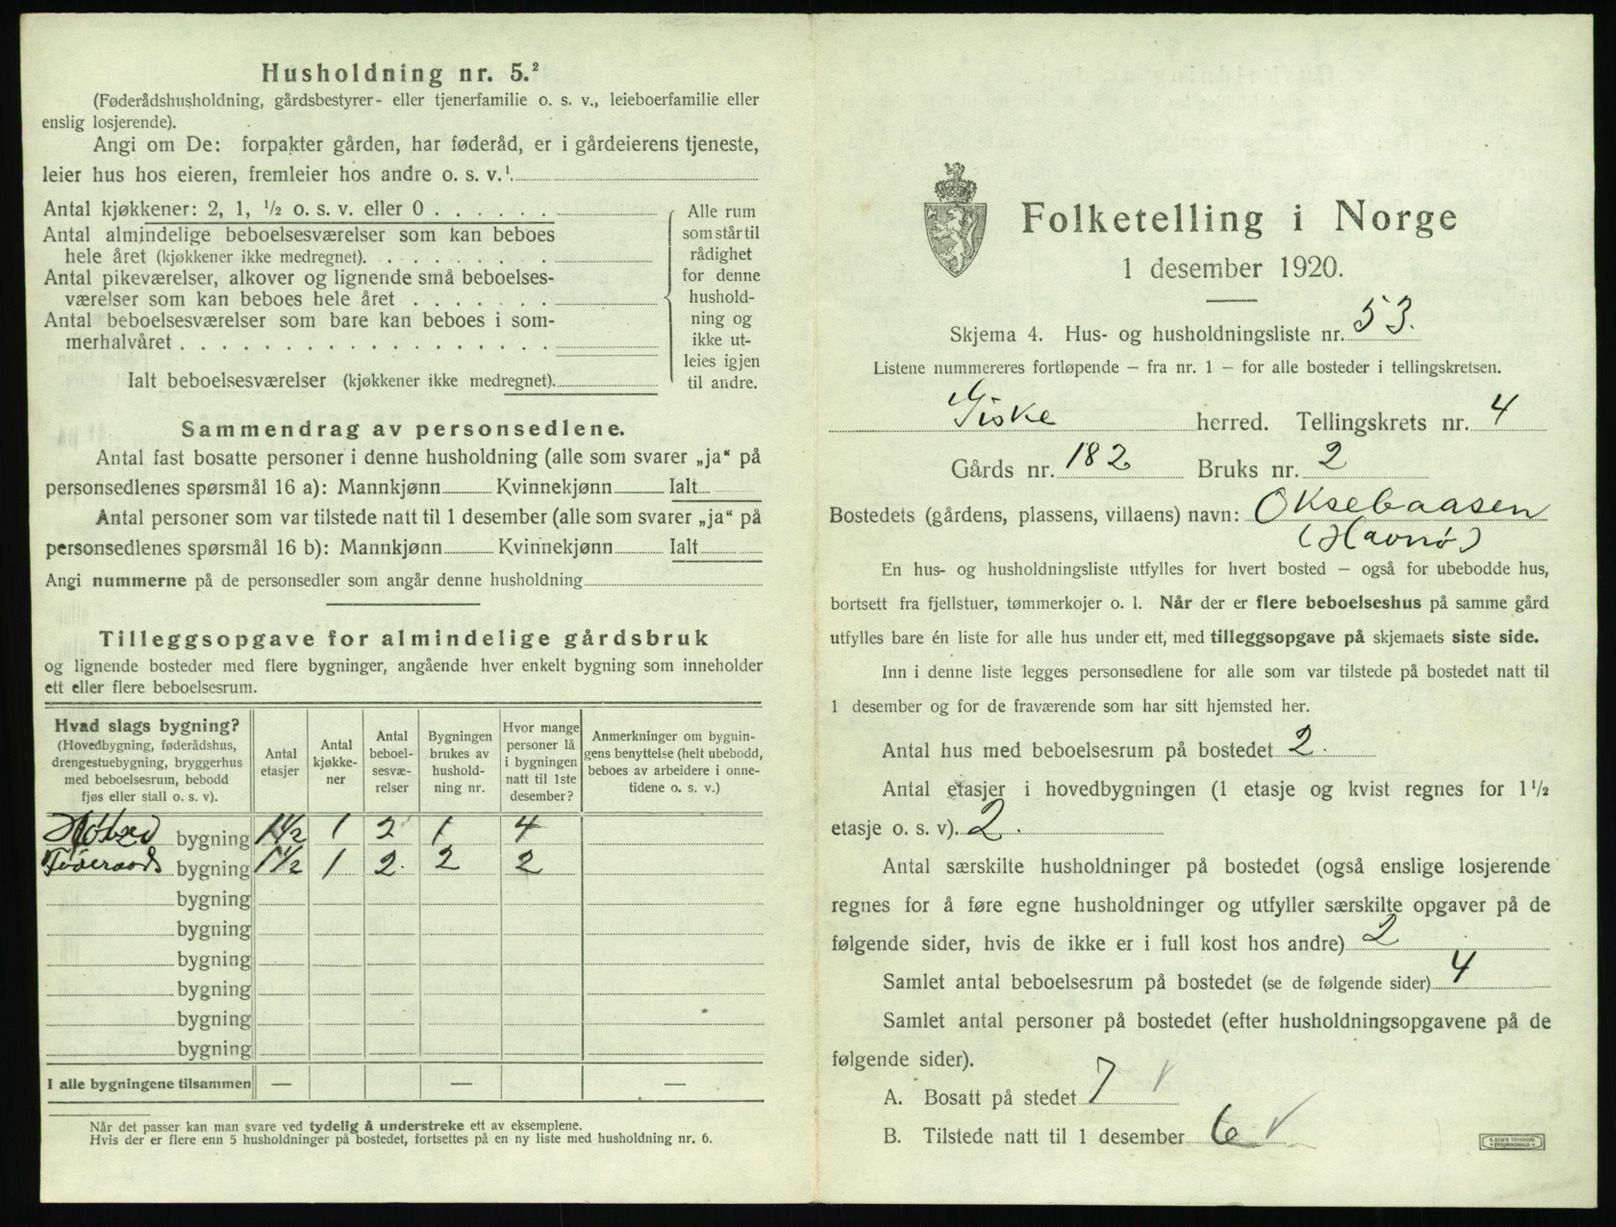 Husholdning nr. 5.²
(Føderådshusholdning, gårdsbestyrer- eller tjenerfamilie o. s. v., leieboerfamilie eller
enslig losjerende).
Angi om De: forpakter gården, har føderåd, er i gårdeierens tjeneste,
leier hus hos eieren, fremleier hos andre o. s. v.¹.
Antal kjøkkener: 2, 1, ½ o. s. v. eller 0 . . . . . .
Antal almindelige beboelsesværelser som kan beboes
hele året (kjøkkener ikke medregnet). . . . . . . .
Antal pikeværelser, alkover og lignende små beboelses-
værelser som kan beboes hele året . . . . . . .
Antal beboelsesværelser som bare kan beboes i som-
merhalvåret . . . . . . . . . . . . . . . . . .
Ialt beboelsesværelser (kjøkkener ikke medregnet).
Alle rum
som står til
rådighet
for denne
hushold-
ning og
ikke ut-
leies igjen
til andre.
Sammendrag av personsedlene.
Antal fast bosatte personer i denne husholdning (alle som svarer „ja“ på
personsedlenes spørsmål 16 a): Mannkjønn Kvinnekjønn Ialt
Antal personer som var tilstede natt til 1 desember (alle som svarer „ja“ på
personsedlenes spørsmål 16 b): Mannkjønn Kvinnekjønn Ialt
Angi nummerne på de personsedler som angår denne husholdning
Tilleggsopgave for almindelige gårdsbruk
og lignende bosteder med flere bygninger, angående hver enkelt bygning som inneholder
ett eller flere beboelsesrum.
Hvad slags bygning?
(Hovedbygning, føderådshus,
drengestuebygning, bryggerhus
med beboelsesrum, bebodd
fjøs eller stall o. s. v).
Antal
etasjer
Antal
kjøkke-
ner
Antal
beboel-
sesvæ-
relser
Bygningen
brukes av
hushold-
ning nr.
Hvor mange
personer lå
i bygningen
natt til 1ste
desember?
Anmerkninger om bygnin-
gens benyttelse (helt ubebodd,
beboes av arbeidere i onne-
tidene o. s. v.)
bygning 1½ 1 2 1 4
Føderaads bygning 1½ 1 2. 2 2
bygning
bygning
bygning
bygning
bygning
bygning
I alle bygningene tilsammen — — —
Når det passer kan man svare ved tydelig å understreke ett av eksemplene.
Hvis der er flere enn 5 husholdninger på bostedet, fortsettes på en ny liste med husholdning nr. 6.
Folketelling i Norge
1 desember 1920.
Skjema 4. Hus- og husholdningsliste nr. 53.
Listene nummereres fortløpende — fra nr. 1 — for alle bosteder i tellingskretsen.
Giske herred. Tellingskrets nr. 4
Gårds nr. 182 Bruks nr. 2
Bostedets (gårdens, plassens, villaens) navn: Oksebaasen
(Havnø)
En hus- og husholdningsliste utfylles for hvert bosted — også for ubebodde hus,
bortsett fra fjellstuer, tømmerkojer o. l. Når der er flere beboelseshus på samme gård
utfylles bare én liste for alle hus under ett, med tilleggsopgave på skjemaets siste side.
Inn i denne liste legges personsedlene for alle som var tilstede på bostedet natt til
1 desember og for de fraværende som har sitt hjemsted her.
Antal hus med beboelsesrum på bostedet 2.
Antal etasjer i hovedbygningen (1 etasje og kvist regnes for 1½
etasje o. s. v). 2.
Antal særskilte husholdninger på bostedet (også enslige losjerende
regnes for å føre egne husholdninger og utfyller særskilte opgaver på de
følgende sider, hvis de ikke er i full kost hos andre) 2
Samlet antal beboelsesrum på bostedet (se de følgende sider) 4
Samlet antal personer på bostedet (efter husholdningsopgavene på de
følgende sider).
A. Bosatt på stedet 7
B. Tilstede natt til 1 desember 6